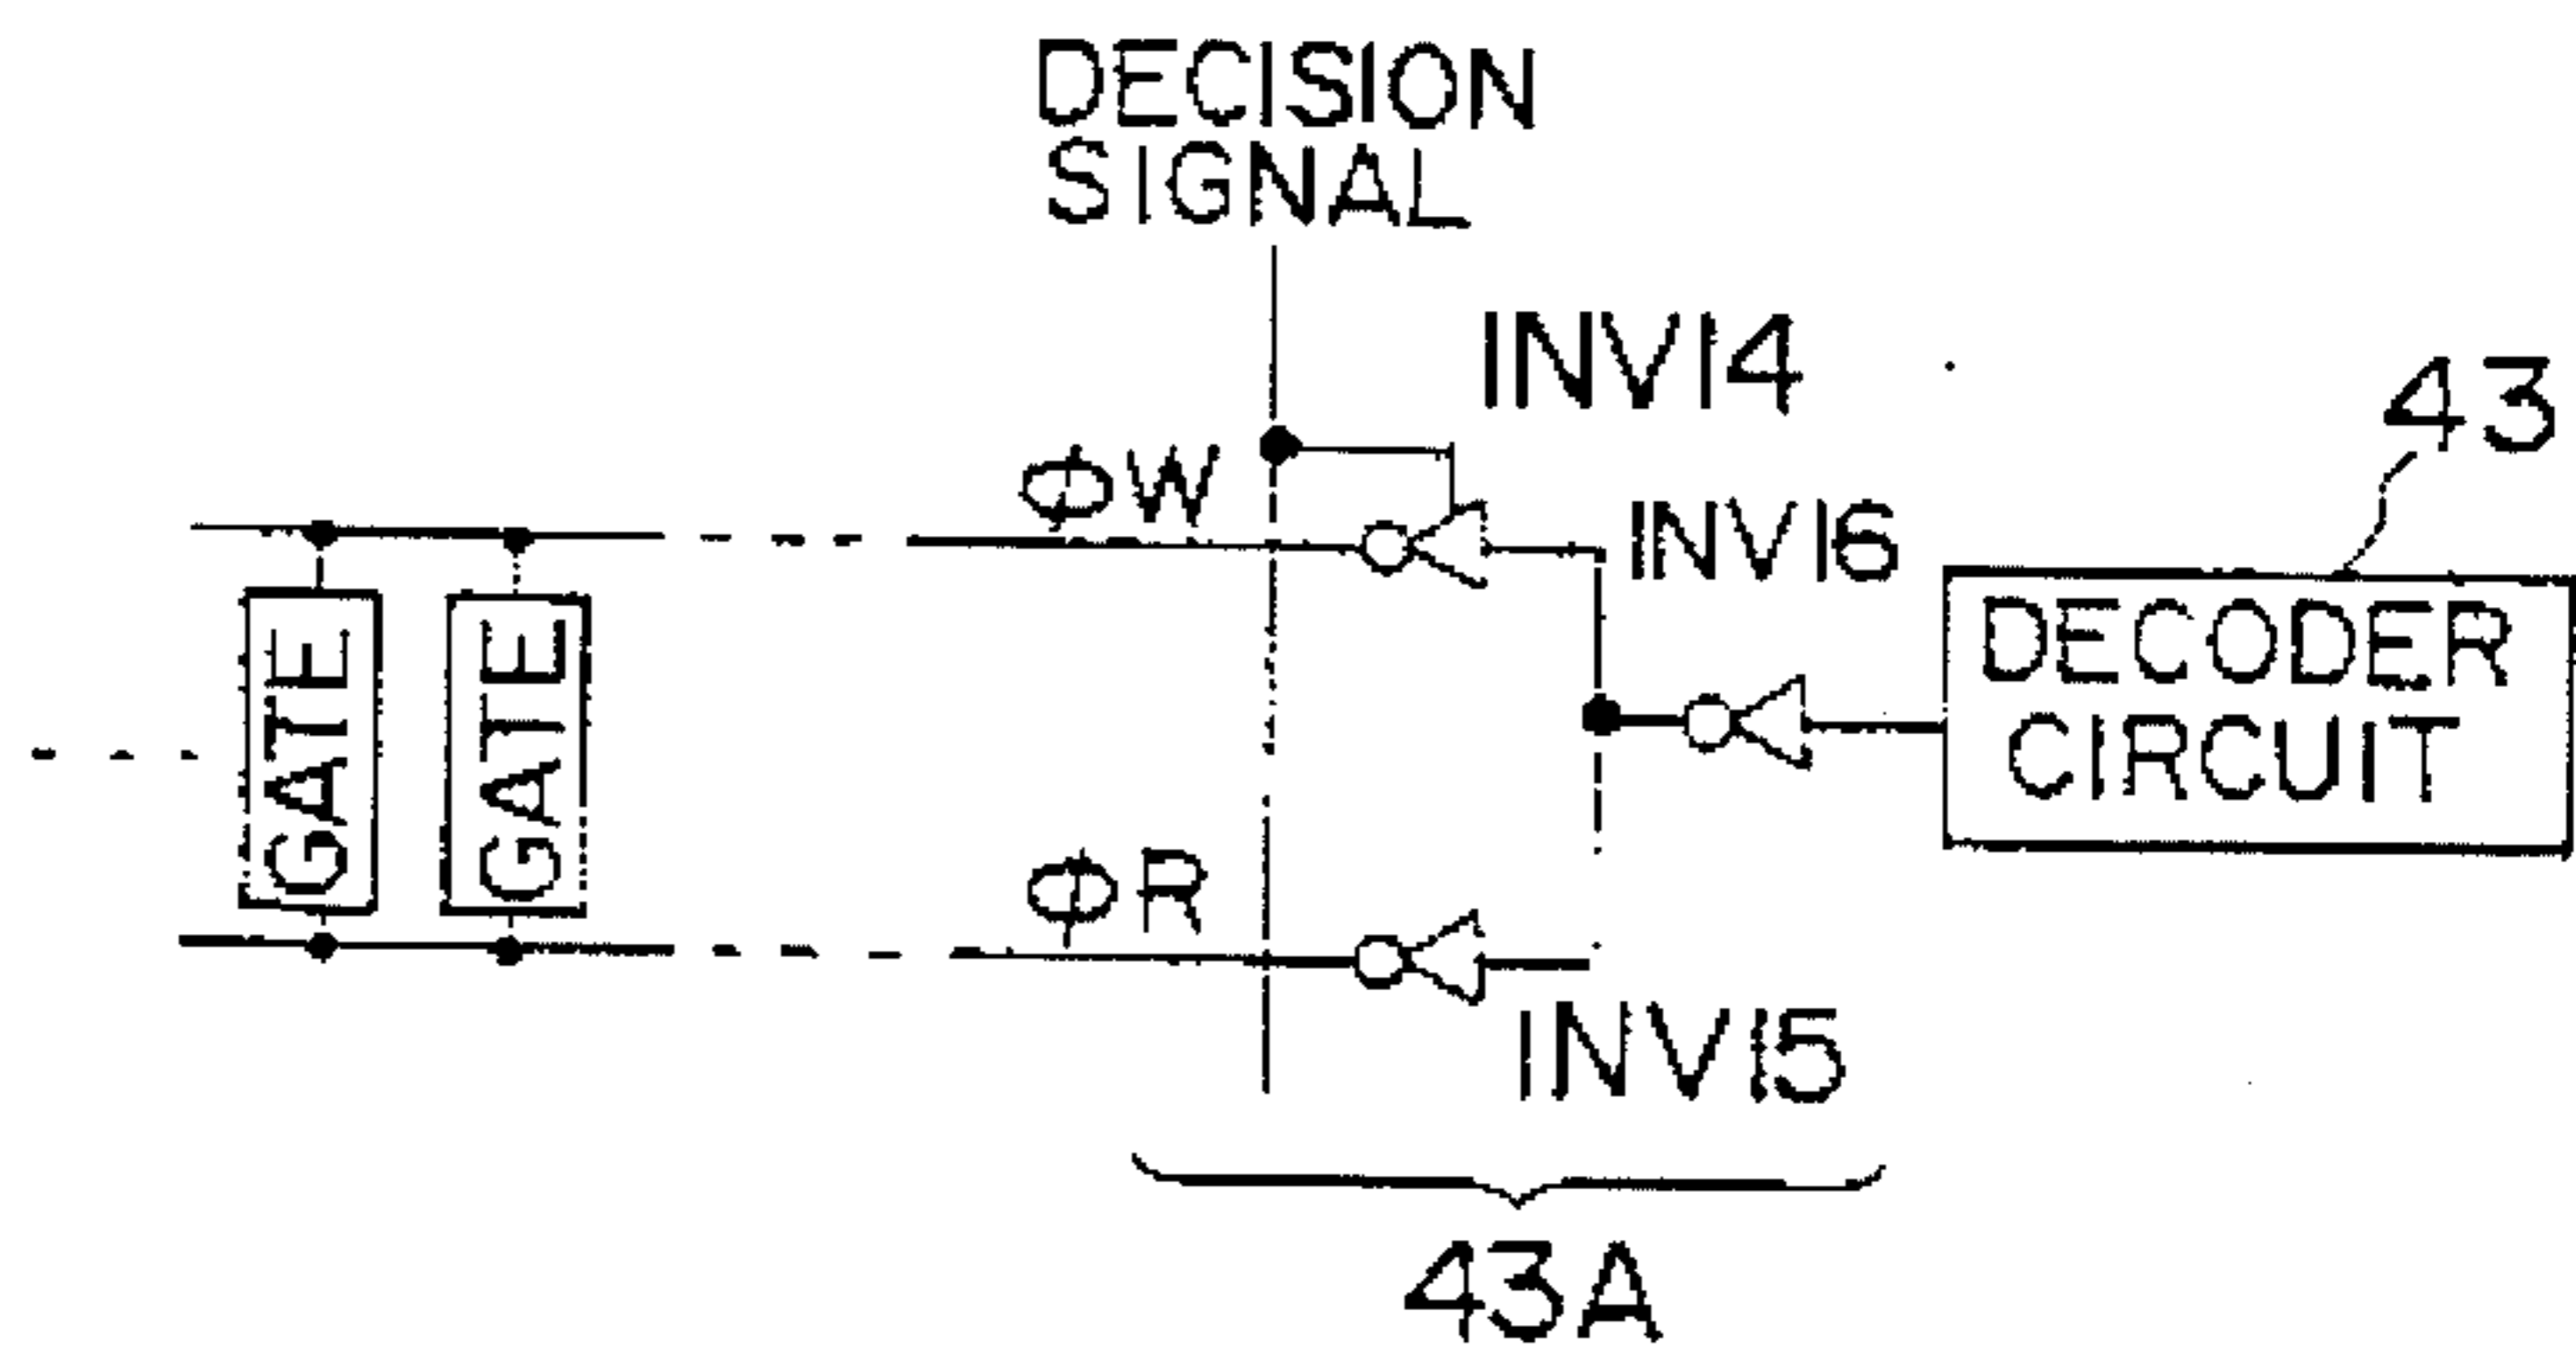 DECISION
SIGNAL
INV14
43
ϕW
INV16
GATE
GATE
DECODER
CIRCUIT
ϕR
INV15
43A